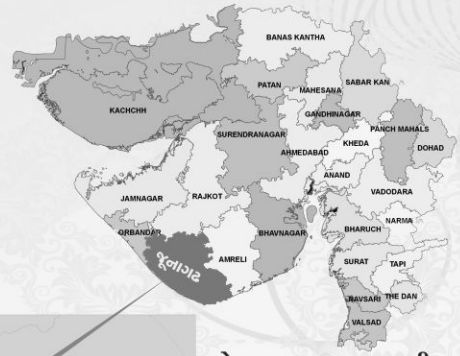 BANAS KANTHA
PATAN
MAHESANA
SABAR KAN
KACHCHH
GANDHINAGAR
SURENDRANAGAR
PANCH MAHALS
AHMEDABAD
KHEDA
DOHAD
ANAND
VADODARA
JAMNAGAR
RAJKOT
NARMA
BHARUCH
ORBANDAR
BHAVNAGAR
AMRELI
SURAT
TAPI
NAVSARI
THE DAN
VALSAD